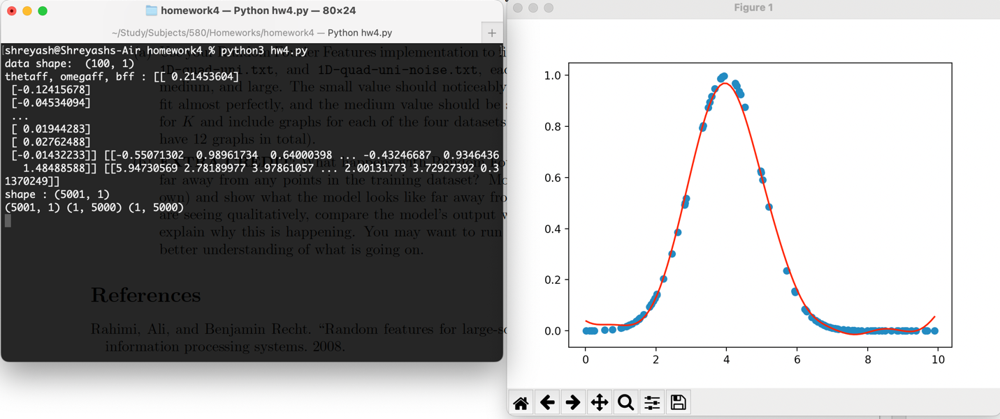 homework4 — Python hw4.py — 80×24
~/Study/Subjects/580/Homeworks/homework4 — Python hw4.py
[shreyash@Shreyashs-Air homework4 % python3 hw4.py
data shape:  (100, 1)
thetaff, omegaff, bff : [[ 0.21453604]
[-0.12415678]
[-0.04534094]
...
[ 0.01944283]
[ 0.02762488]
[-0.01432233]] [[-0.55071302  0.98961734  0.64000398 ... -0.43246687  0.9346436
1.48488588]] [[5.94730569 2.78189977 3.97861057 ... 2.00131773 3.72927392 0.3
1370249]]
shape : (5001, 1)
(5001, 1) (1, 5000) (1, 5000)
Fourier Features implementation to
1D-quad-uni.txt, and 1D-quad-uni-noise.txt,
medium, and large. The small value should noticeably
fit almost perfectly, and the medium value should be
for K and include graphs for each of the four datasets
have 12 graphs in total).
far away from any points in the training dataset?
own) and show what the model looks like far away
are seeing qualitatively, compare the model's output
explain why this is happening. You may want to run
better understanding of what is going on.
References
Rahimi, Ali, and Benjamin Recht. “Random features for
information processing systems. 2008.
Figure 1
1.0
0.8
0.6
0.4
0.2
0.0
0 2 4 6 8 10